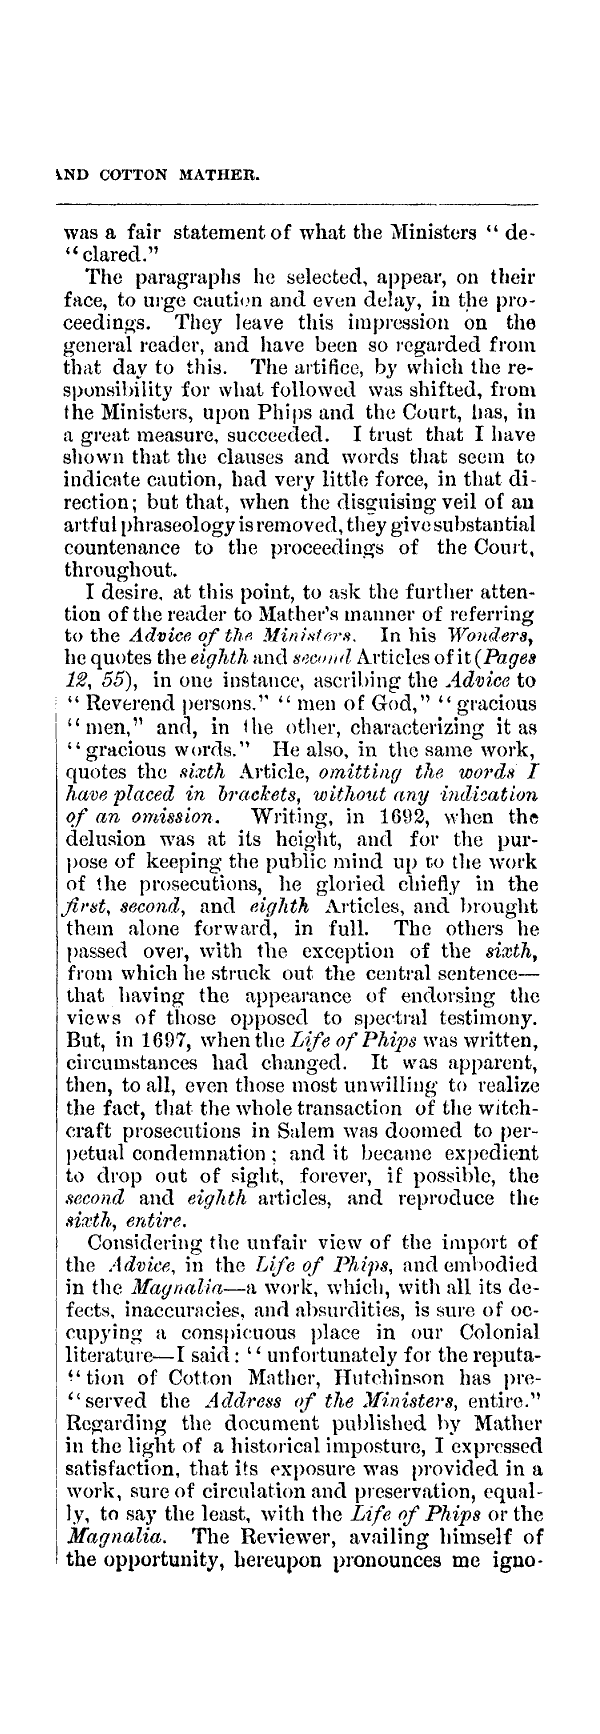 AND COTTON MATHER.
was a fair statement of what the Ministers “ de-
“ clared.”
The paragraphs he selected, appear, on their
face, to urge caution and even delay, in the pro-
ceedings. They leave this impression on the
general reader, and have been so regarded from
that day to this. The artifice, by which the re-
sponsibility for what followed was shifted, from
the Ministers, upon Phips and the Court, has, in
a great measure, succeeded. I trust that I have
shown that the clauses and words that seem to
indicate caution, had very little force, in that di-
rection; but that, when the disguising veil of an
artful phraseology is removed, they give substantial
countenance to the proceedings of the Court,
throughout.
I desire, at this point, to ask the further atten-
tion of the reader to Mather's manner of referring
to the Advice of the Ministers. In his Wonders,
he quotes the eighth and second Articles of it (Pages
12, 55), in one instance, ascribing the Advice to
“ Reverend persons.” “ men of God,” “ gracious
“ men,” and, in the other, characterizing it as
“ gracious words.” He also, in the same work,
quotes the sixth Article, omitting the words I
have placed in brackets, without any indication
of an omission. Writing, in 1692, when the
delusion was at its height, and for the pur-
pose of keeping the public mind up to the work
of the prosecutions, he gloried chiefly in the
first, second, and eighth Articles, and brought
them alone forward, in full. The others he
passed over, with the exception of the sixth,
from which he struck out the central sentence—
that having the appearance of endorsing the
views of those opposed to spectral testimony.
But, in 1697, when the Life of Phips was written,
circumstances had changed. It was apparent,
then, to all, even those most unwilling to realize
the fact, that the whole transaction of the witch-
craft prosecutions in Salem was doomed to per-
petual condemnation; and it became expedient
to drop out of sight, forever, if possible, the
second and eighth articles, and reproduce the
sixth, entire.
Considering the unfair view of the import of
the Advice, in the Life of Phips, and embodied
in the Magnalia—a work, which, with all its de-
fects, inaccuracies, and absurdities, is sure of oc-
cupying a conspicuous place in our Colonial
literature—I said: “ unfortunately for the reputa-
“ tion of Cotton Mather, Hutchinson has pre-
“ served the Address of the Ministers, entire.”
Regarding the document published by Mather
in the light of a historical imposture, I expressed
satisfaction, that its exposure was provided in a
work, sure of circulation and preservation, equal-
ly, to say the least, with the Life of Phips or the
Magnalia. The Reviewer, availing himself of
the opportunity, hereupon pronounces me igno-